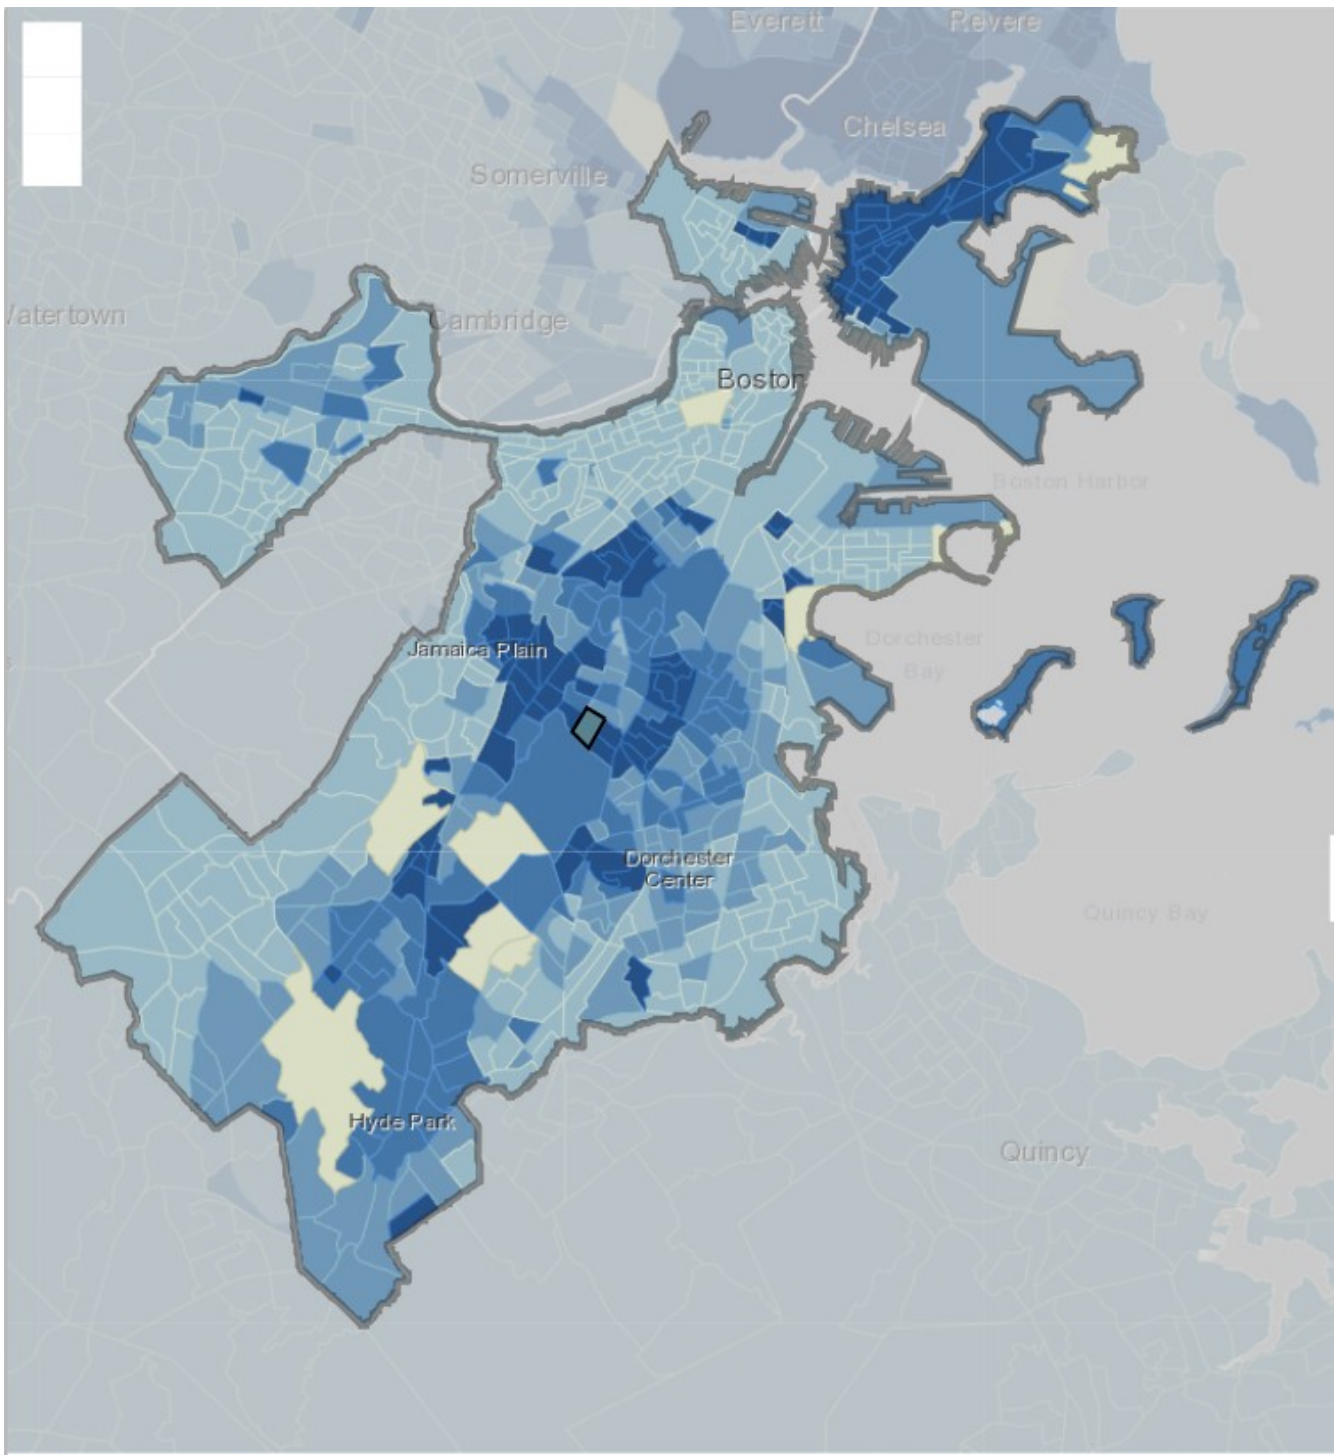 Everett
Revere
Chelsea
Somerville
Cambridge
Boston
Boston Harbor
Jamaica Plain
Dorchester
Bay
Dorchester
Center
Quincy Bay
Hyde Park
Quincy